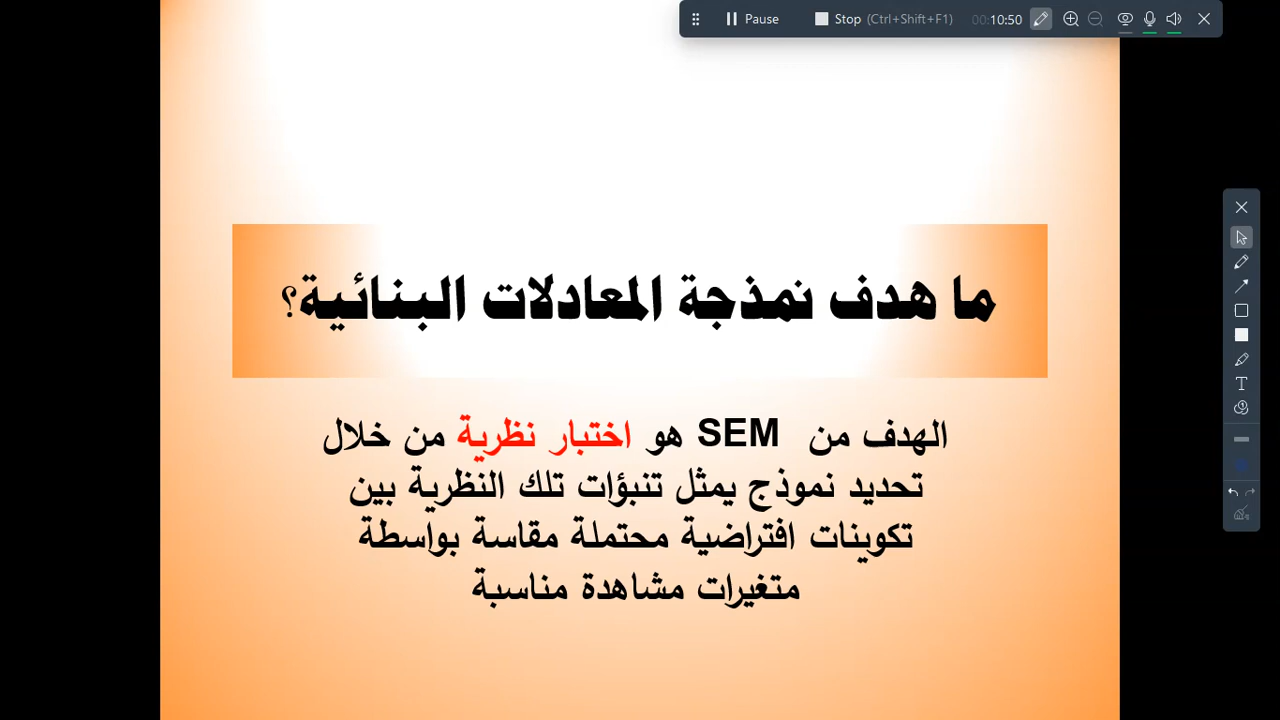 Pause Stop (Ctrl+Shift+F1) 00:10:50
ما هدف نمذجة المعادلات البنائية؟
الهدف من SEM هو اختبار نظرية من خلال
تحديد نموذج يمثل تنبؤات تلك النظرية بين
تكوينات افتراضية محتملة مقاسة بواسطة
متغيرات مشاهدة مناسبة